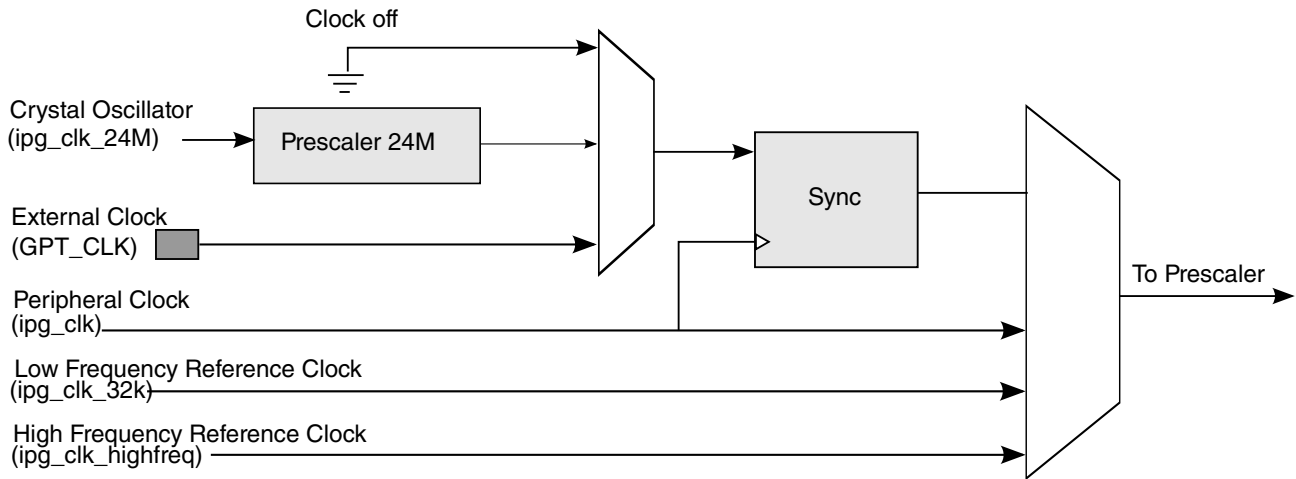 Clock off
Crystal Oscillator
(ipg_clk_24M)
Prescaler 24M
External Clock
(GPT_CLK)
Sync
To Prescaler
Peripheral Clock
(ipg_clk)
Low Frequency Reference Clock
(ipg_clk_32k)
High Frequency Reference Clock
(ipg_clk_highfreq)